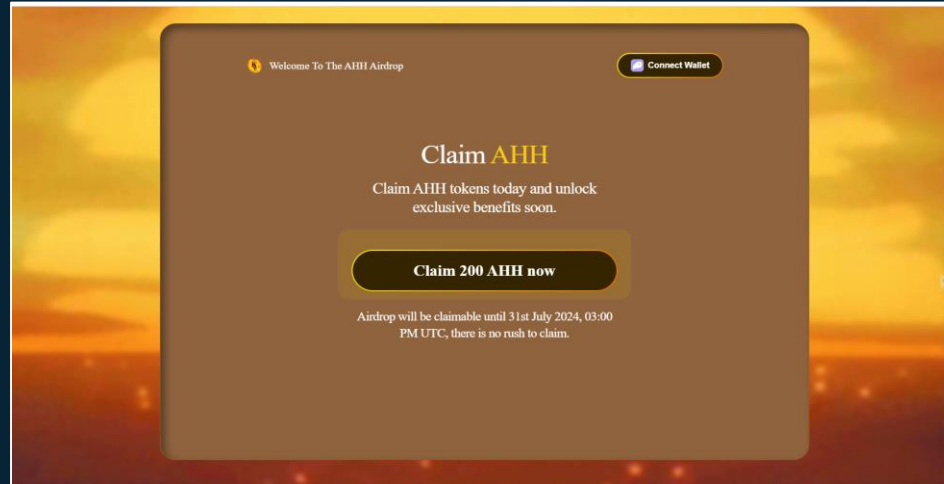 Welcome To The AHH Airdrop
Connect Wallet
Claim AHH
Claim AHH tokens today and unlock
exclusive benefits soon.
Claim 200 AHH now
Airdrop will be claimable until 31st July 2024, 03:00
PM UTC, there is no rush to claim.